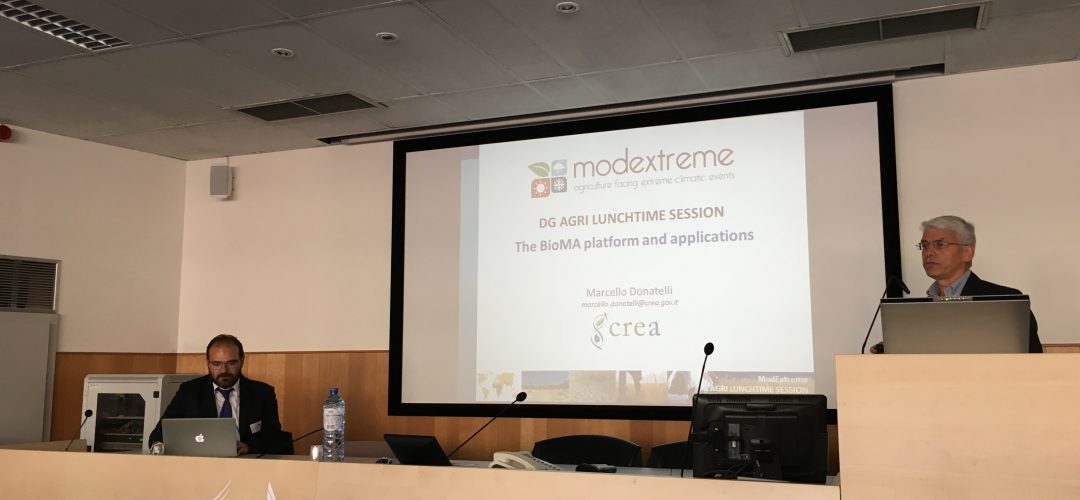 modextreme
agriculture facing extreme climatic events
DG AGRI LUNCHTIME SESSION
The BioMA platform and applications
Marcello Donatelli
marcello.donatelli@crea.gov.it
crea
ModExtreme
AGRI LUNCHTIME SESSION